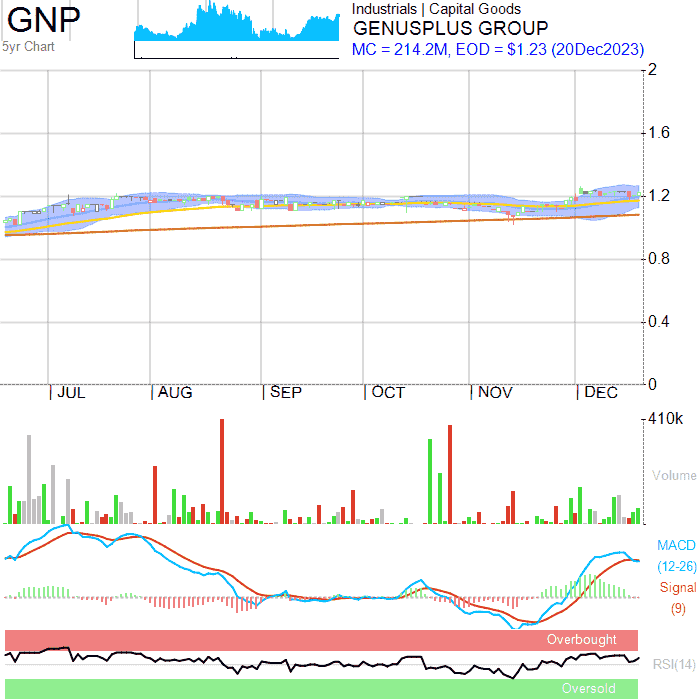 GNP
5yr Chart
Industrials | Capital Goods
GENUSPLUS GROUP
MC = 214.2M, EOD = $1.23 (20Dec2023)
2
1.6
1.2
0.8
0.4
0
JUL AUG SEP OCT NOV DEC
410k
Volume
MACD
(12-26)
Signal
(9)
Overbought
RSI(14)
Oversold